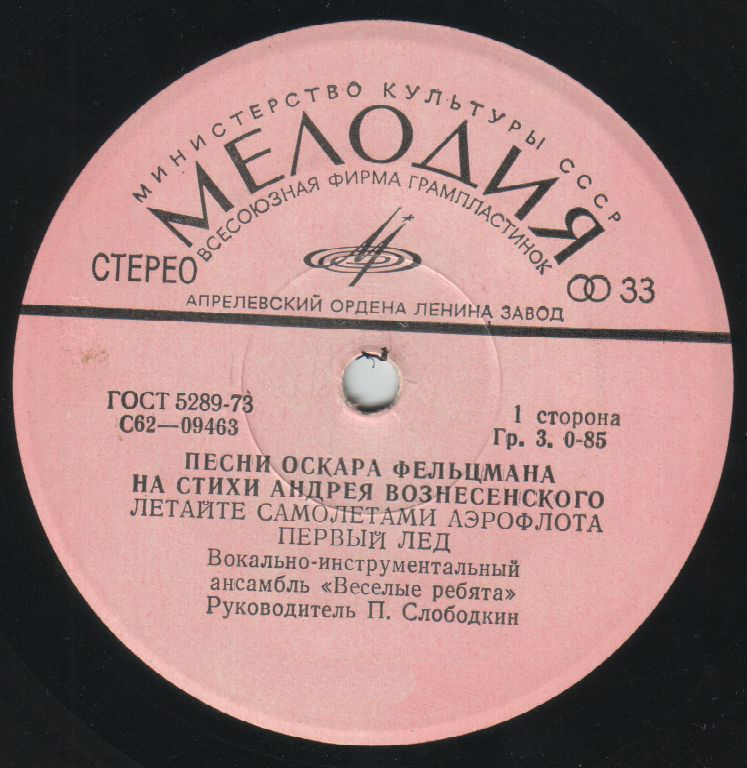 МИНИСТЕРСТВО КУЛЬТУРЫ СССР
МЕЛОДИЯ
ВСЕСОЮЗНАЯ ФИРМА ГРАМПЛАСТИНОК
СТЕРЕО
33
АПРЕЛЕВСКИЙ ОРДЕНА ЛЕНИНА ЗАВОД
ГОСТ 5289-73
С62—09463
1 сторона
Гр. 3. 0-85
ПЕСНИ ОСКАРА ФЕЛЬЦМАНА
НА СТИХИ АНДРЕЯ ВОЗНЕСЕНСКОГО
ЛЕТАЙТЕ САМОЛЕТАМИ АЭРОФЛОТА
ПЕРВЫЙ ЛЕД
Вокально-инструментальный
ансамбль «Веселые ребята»
Руководитель П. Слободкин